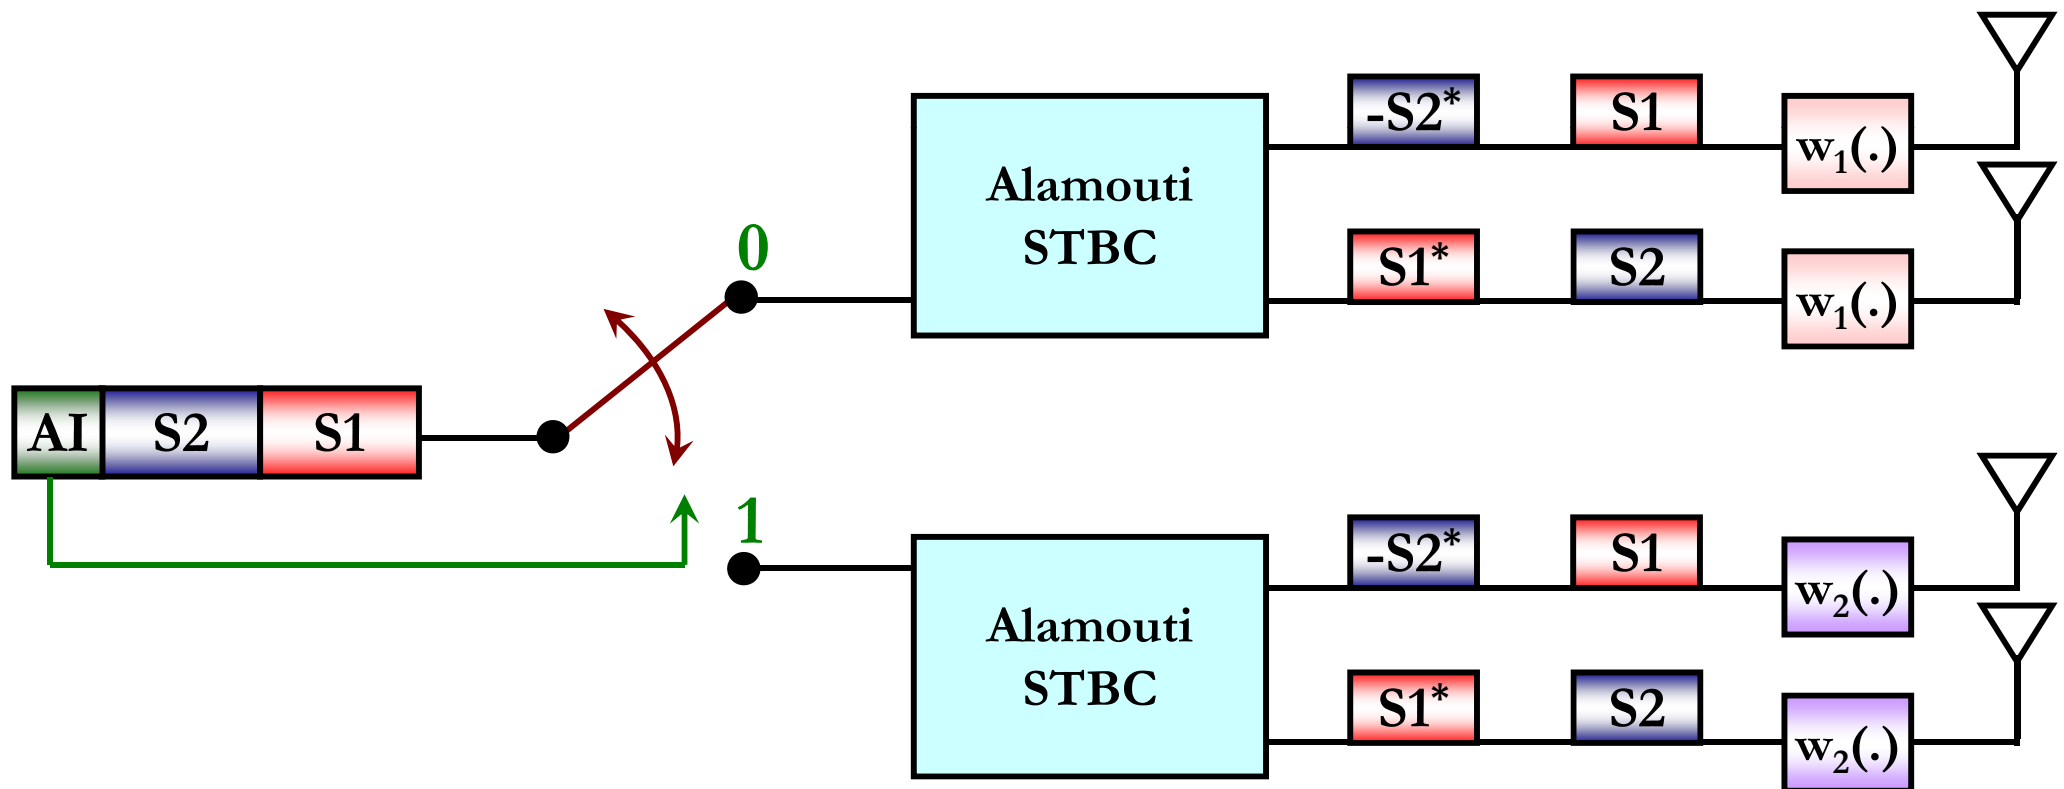 -S2* S1
w₁(.)
Alamouti
STBC
S1* S2
w₁(.)
0
AI S2 S1
1
-S2* S1
w₂(.)
Alamouti
STBC
S1* S2
w₂(.)